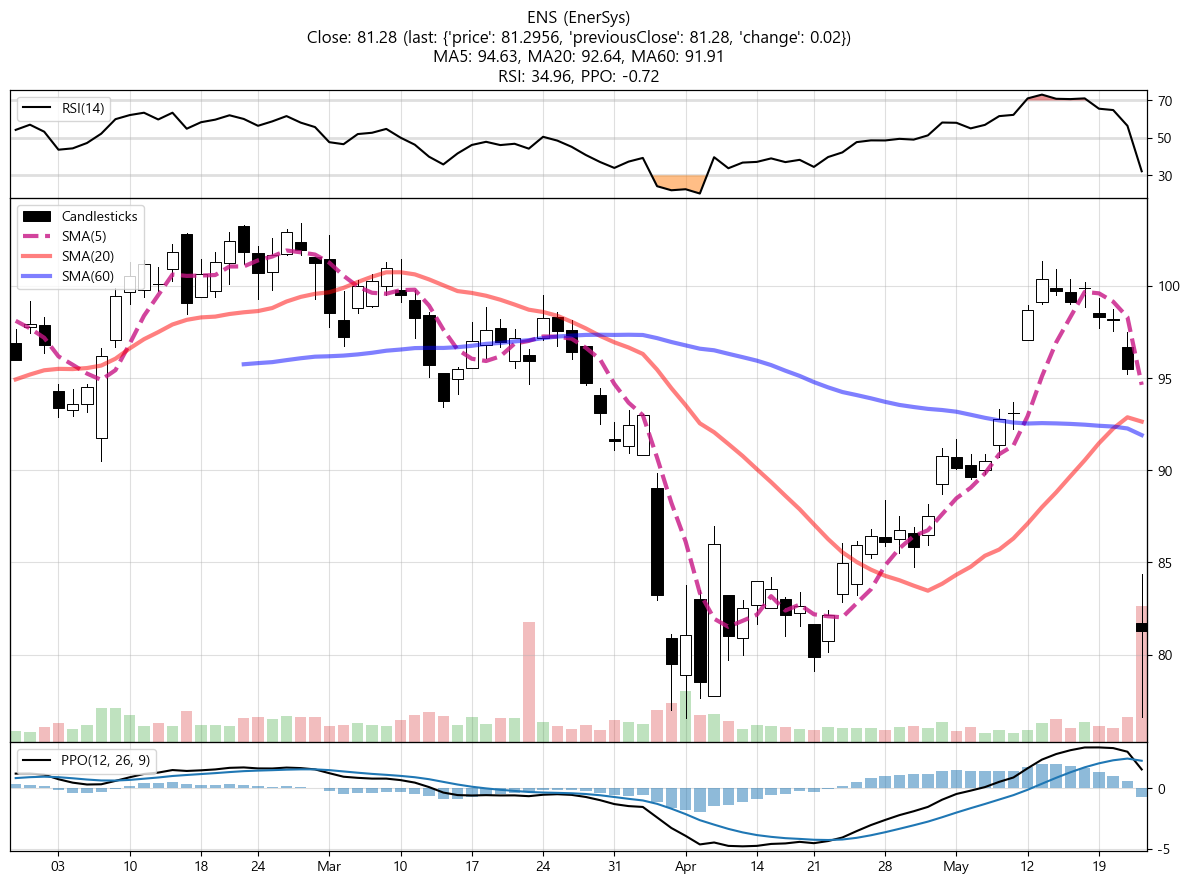 ENS (EnerSys)
Close: 81.28 (last: {'price': 81.2956, 'previousClose': 81.28, 'change': 0.02})
MA5: 94.63, MA20: 92.64, MA60: 91.91
RSI: 34.96, PPO: -0.72
RSI(14)
70
50
30
Candlesticks
SMA(5)
SMA(20)
SMA(60)
100
95
90
85
80
PPO(12, 26, 9)
0
-5
03 10 18 24 Mar 10 17 24 31 Apr 14 21 28 May 12 19